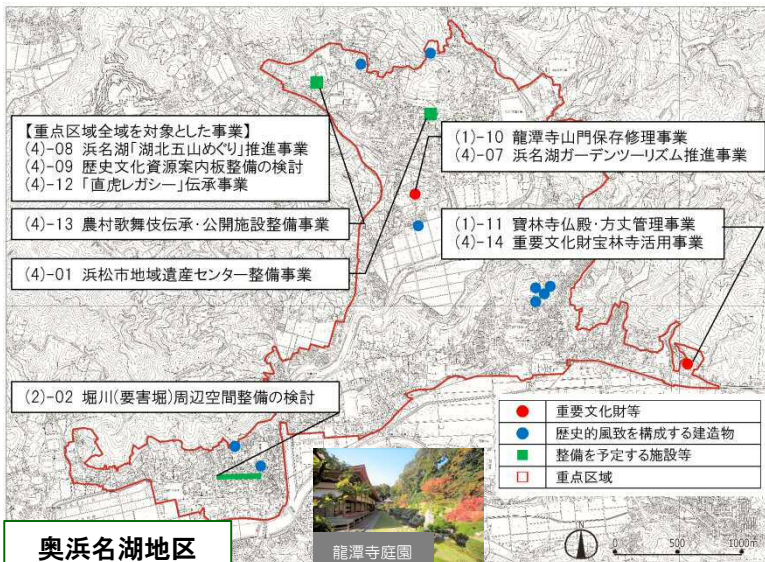 【重点区域全域を対象とした事業】
(4)-08 浜名湖「湖北五山めぐり」推進事業
(4)-09 歴史文化資源案内板整備の検討
(4)-12 「直虎レガシー」伝承事業
(4)-13 農村歌舞伎伝承・公開施設整備事業
(4)-01 浜松市地域遺産センター整備事業
(1)-10 龍潭寺山門保存修理事業
(4)-07 浜名湖ガーデンツーリズム推進事業
(1)-11 寶林寺仏殿・方丈管理事業
(4)-14 重要文化財宝林寺活用事業
(2)-02 堀川(要害堀)周辺空間整備の検討
重要文化財等
歴史的風致を構成する建造物
整備を予定する施設等
重点区域
奥浜名湖地区
龍潭寺庭園
N
0 500 1000m